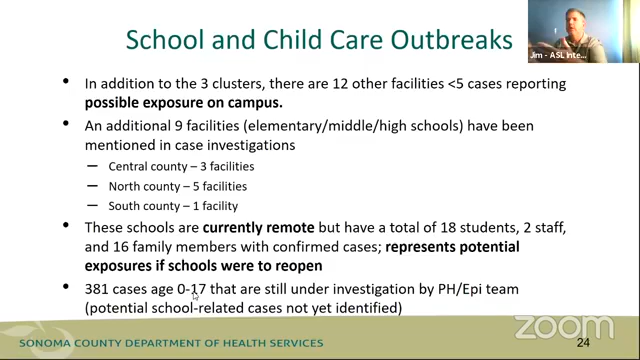 School and Child Care Outbreaks
Jim - ASL Inte...
• In addition to the 3 clusters, there are 12 other facilities <5 cases reporting
possible exposure on campus.
• An additional 9 facilities (elementary/middle/high schools) have been
mentioned in case investigations
– Central county – 3 facilities
– North county – 5 facilities
– South county – 1 facility
• These schools are currently remote but have a total of 18 students, 2 staff,
and 16 family members with confirmed cases; represents potential
exposures if schools were to reopen
• 381 cases age 0-17 that are still under investigation by PH/Epi team
(potential school-related cases not yet identified)
zoom
SONOMA COUNTY DEPARTMENT OF HEALTH SERVICES
24